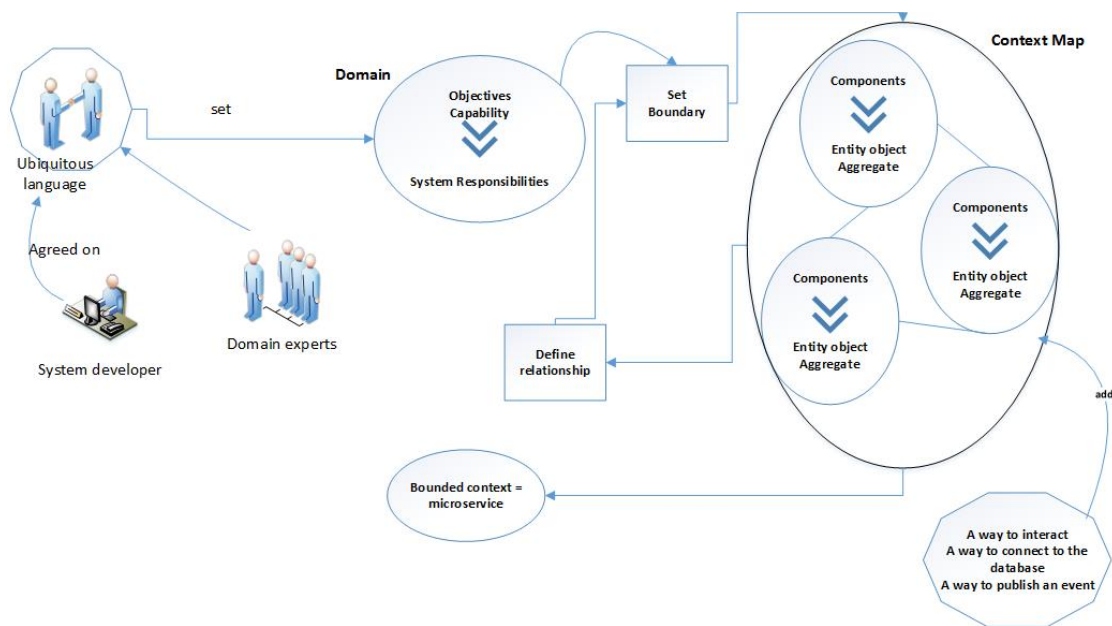 Context Map
Domain
Components
Entity object
Aggregate
Objectives
Capability
System Responsibilities
Set
Boundary
set
Ubiquitous
language
Components
Entity object
Aggregate
Agreed on
Components
Entity object
Aggregate
Domain experts
System developer
Define
relationship
add
Bounded context =
microservice
A way to interact
A way to connect to the
database
A way to publish an event